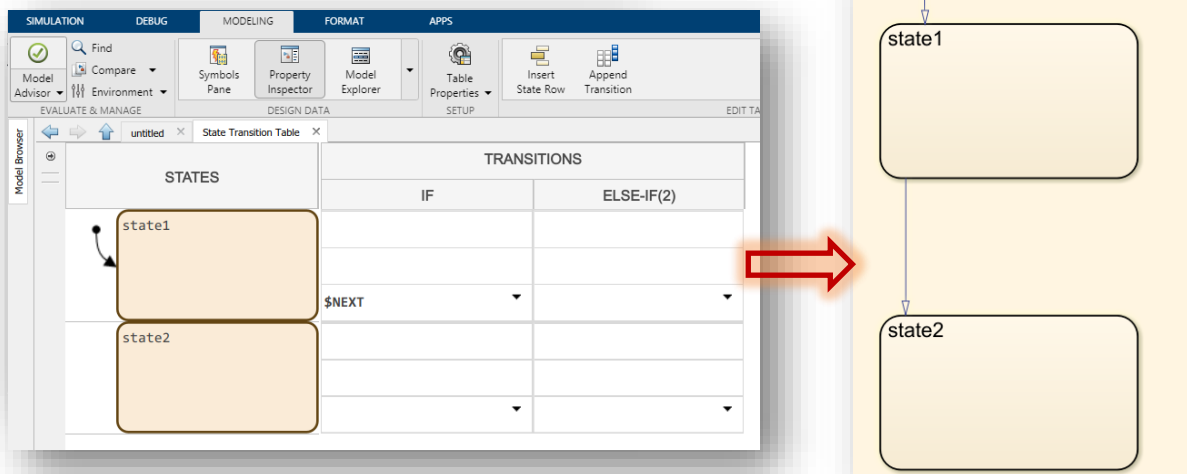 SIMULATION DEBUG MODELING FORMAT APPS
Find
Compare
Environment
Model
Advisor
Symbols
Pane
Property
Inspector
Model
Explorer
Table
Properties
Insert
State Row
Append
Transition
EVALUATE & MANAGE DESIGN DATA SETUP EDIT TA
Model Browser
untitled State Transition Table
STATES
TRANSITIONS
IF ELSE-IF(2)
state1
$NEXT
state2
state1
state2